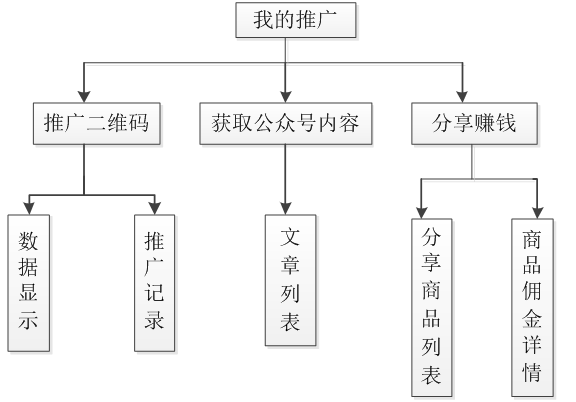 我的推广
推广二维码
获取公众号内容
分享赚钱
数据显示
推广记录
文章列表
分享商品列表
商品佣金详情